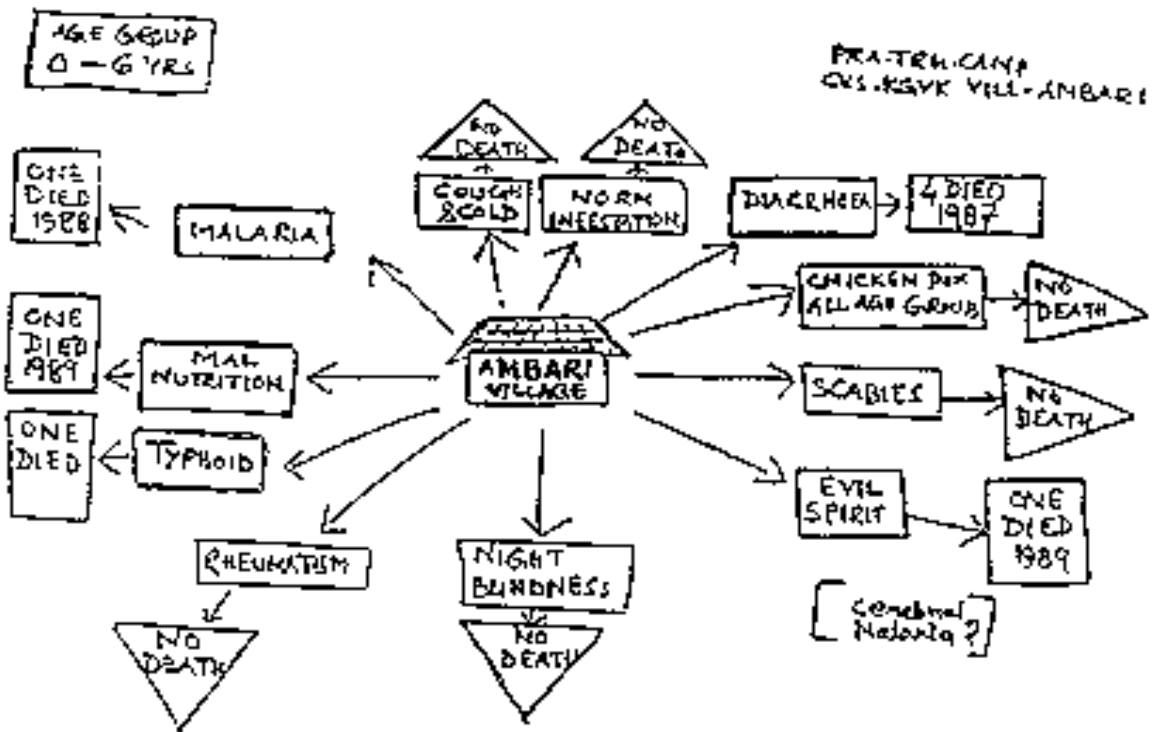 AGE GROUP
0 - 6 YRS
PRA-TRN-CAMP
KGVK VILL-AMBARI
NO
DEATH
NO
DEATH
ONE
DIED
1988
MALARIA
COUGH
&COLD
WORM
INFESTATION
DIARRHOEA
4 DIED
1987
CHICKEN POX
ALL AGE GROUB
NO
DEATH
ONE
DIED
1989
MAL
NUTRITION
AMBARI
VILLAGE
SCABIES
NO
DEATH
ONE
DIED
TYPHOID
EVIL
SPIRIT
ONE
DIED
1989
RHEUMATISM
NIGHT
BLINDNESS
[Cerebral
Malaria?]
NO
DEATH
NO
DEATH